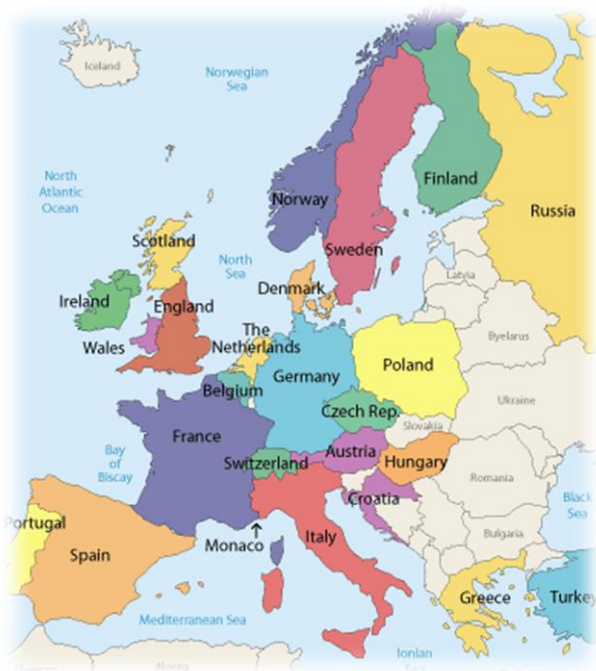 Iceland
Norwegian
Sea
North
Atlantic
Ocean
Norway
Finland
Russia
Sweden
Scotland
North
Sea
Latvia
Denmark
Ireland
England
The
Netherlands
Wales
Byelarus
Germany
Poland
Belgium
Ukraine
Czech Rep.
Slovakia
France
Austria
Switzerland
Hungary
Bay
of
Biscay
Romania
Croatia
Black
Sea
Portugal
Spain
Monaco
Italy
Bulgaria
Greece
Turkey
Mediterranean Sea
Ionian